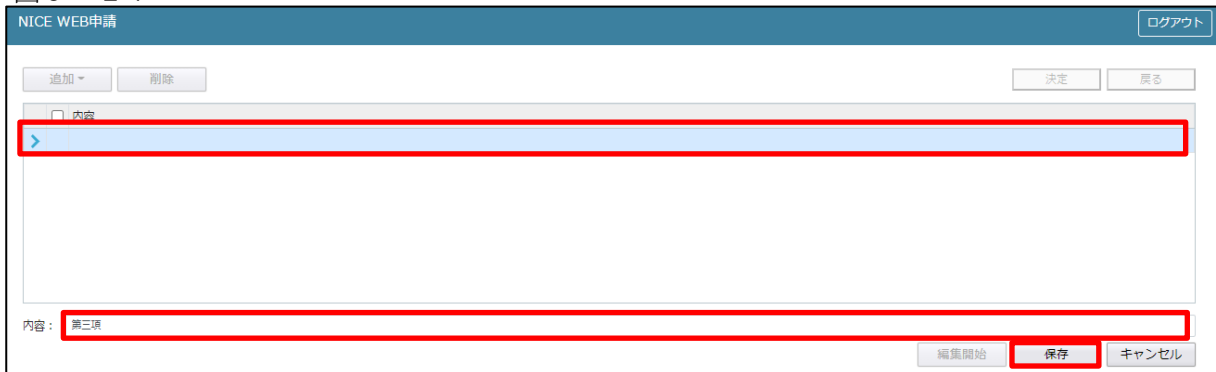 NICE WEB申請
ログアウト
追加 削除 決定 戻る
内容
内容： 第三項
編集開始 保存 キャンセル